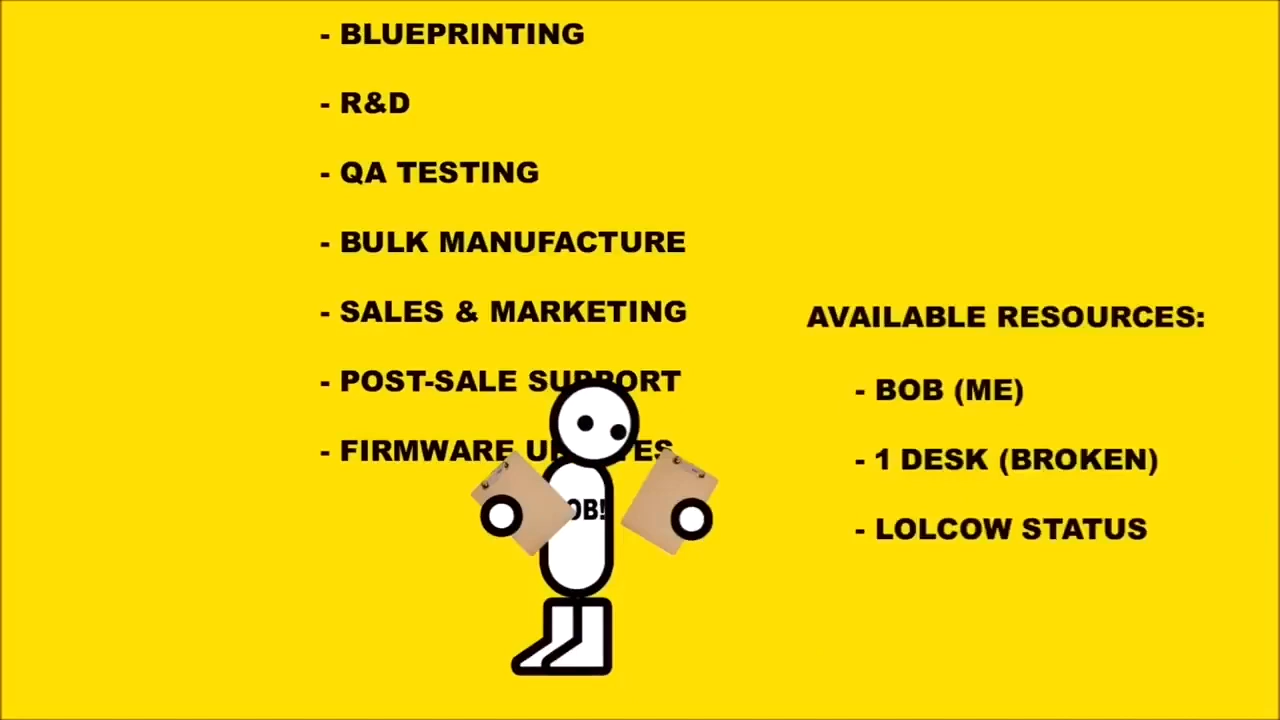 - BLUEPRINTING
- R&D
- QA TESTING
- BULK MANUFACTURE
- SALES & MARKETING
- POST-SALE SUPPORT
- FIRMWARE
AVAILABLE RESOURCES:
- BOB (ME)
- 1 DESK (BROKEN)
- LOLCOW STATUS
OB!